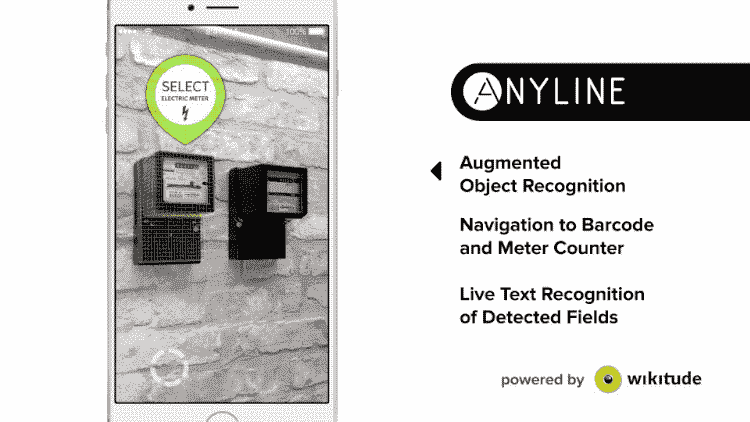 100%
SELECT
ELECTRIC METER
ANYLINE
Augmented
Object Recognition
Navigation to Barcode
and Meter Counter
Live Text Recognition
of Detected Fields
powered by wikitude